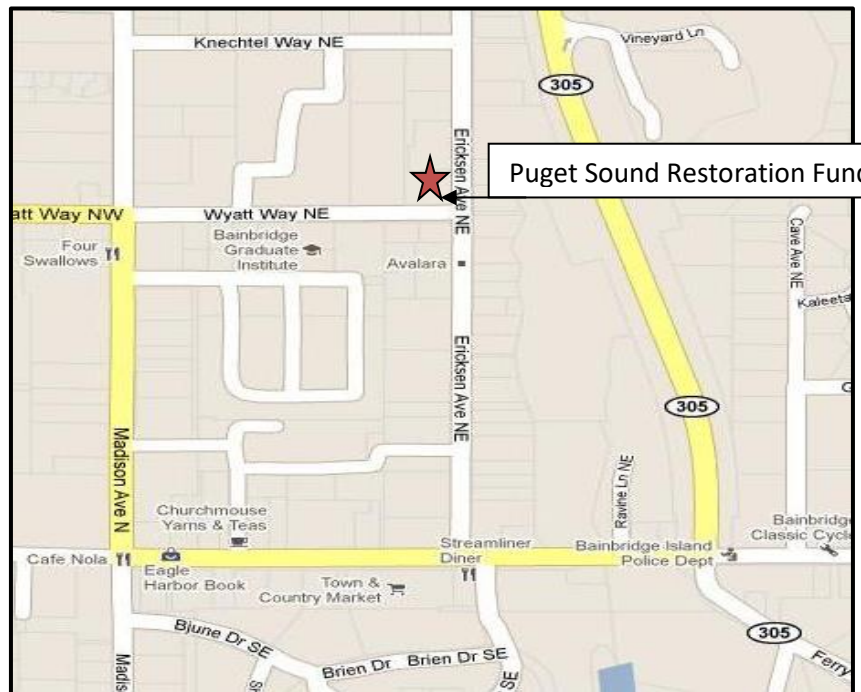 Knechtel Way NE
Vineyard Ln
305
Ericksen Ave NE
Puget Sound Restoration Fund
att Way NW
Wyatt Way NE
Four
Swallows
Bainbridge
Graduate
Institute
Avalara
Cave Ave NE
Kaleeta
Ericksen Ave NE
G
305
Madison Ave N
Ravine Ln NE
Churchmouse
Yarns & Teas
Streamliner
Diner
Bainbridge Island
Police Dept
Bainbridge
Classic Cycle
Cafe Nola
Eagle
Harbor Book
Town &
Country Market
Bjune Dr SE
Brien Dr
Brien Dr SE
SE
305
Ferry
Madis